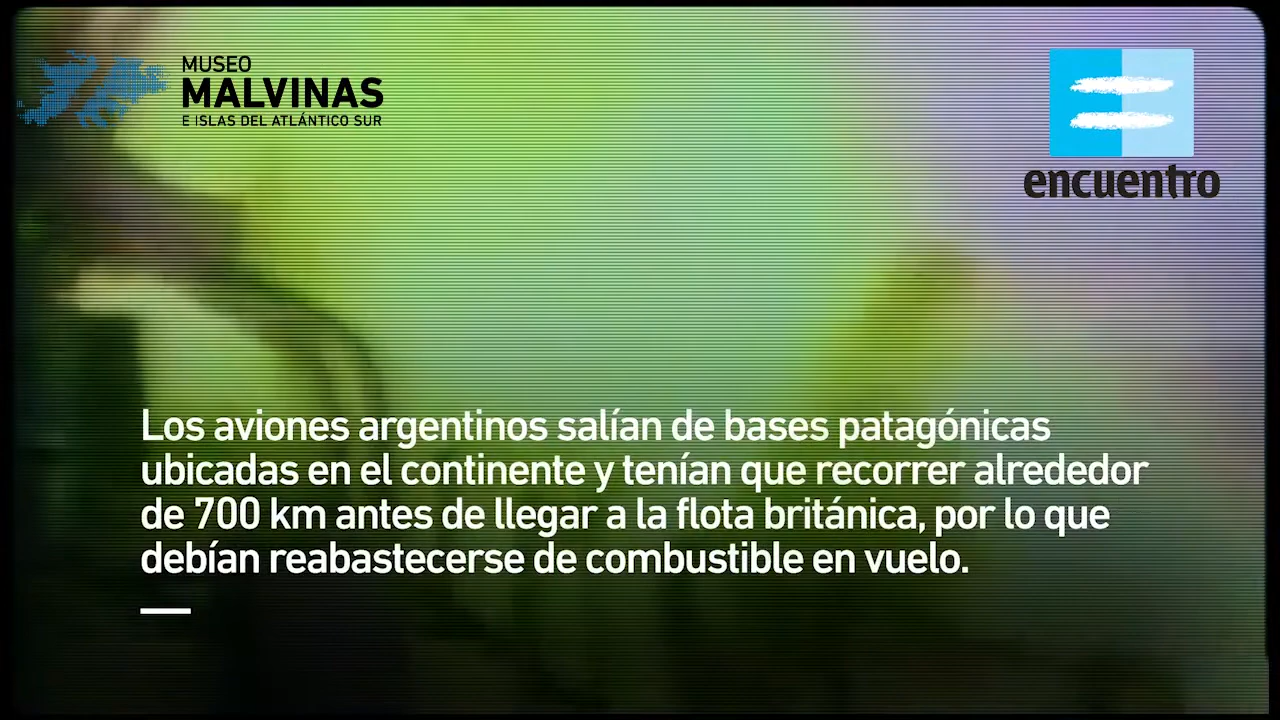 MUSEO
MALVINAS
E ISLAS DEL ATLÁNTICO SUR
encuentro
Los aviones argentinos salían de bases patagónicas
ubicadas en el continente y tenían que recorrer alrededor
de 700 km antes de llegar a la flota británica, por lo que
debían reabastecerse de combustible en vuelo.